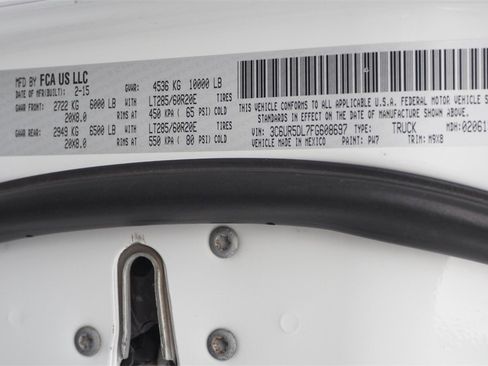 MFD BY FCA US LLC
DATE OF MFR(BUILT): 2-15 GVWR: 4536 KG 10000 LB
GAWR FRONT: 2722 KG 6000 LB WITH LT285/60R20E TIRES
20X8.0 RIMS AT 450 KPA ( 65 PSI) COLD
GAWR REAR: 2949 KG 6500 LB WITH LT285/60R20E TIRES
20X8.0 RIMS AT 550 KPA ( 80 PSI) COLD
THIS VEHICLE CONFORMS TO ALL APPLICABLE U.S.A. FEDERAL MOTOR VEHICLE
STANDARDS IN EFFECT ON THE DATE OF MANUFACTURE SHOWN ABOVE
VIN: 3C6UR5DL7FG608697 TYPE: TRUCK MDH: 02061
VEHICLE MADE IN MEXICO PAINT: PW7 TRIM: M9X8